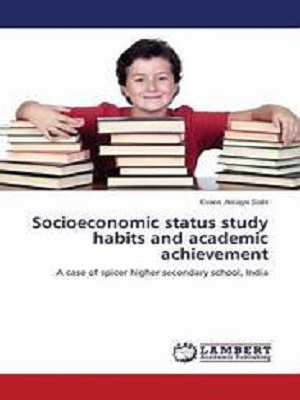 Socioeconomic status study
habits and academic
achievement
A case of spicer higher secondary school, India
LAMBERT
Academic Publishing